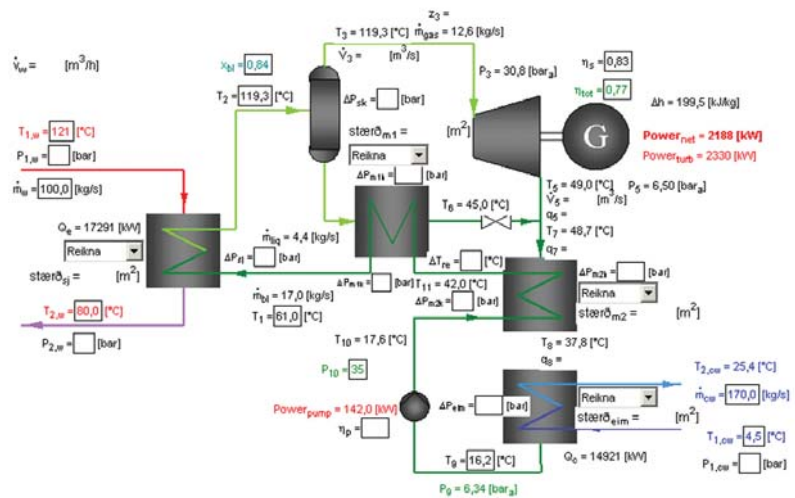 z₃ =
T₃ = 119,3 [°C] ṁgas = 12,6 [kg/s]
V̇₃ = [m³/s]
v̇w = [m³/h]
xbl = 0,84
P₃ = 30,8 [barₐ]
ηs = 0,83
ηtot = 0,77
T₂ = 119,3 [°C]
ΔPsk = [bar]
Δh = 199,5 [kJ/kg]
stærðm1 = [m²]
Reikna
G
Powernet = 2188 [kW]
Powerturb = 2330 [kW]
T1,w = 121 [°C]
P1,w = [bar]
ΔPm1k = [bar]
ṁw = 100,0 [kg/s]
T₅ = 49,0 [°C] P₅ = 6,50 [barₐ]
V̇₅ = [m³/s]
q₅ =
T₆ = 45,0 [°C]
T₇ = 48,7 [°C]
q₇ =
Qe = 17291 [kW]
Reikna
stærðsj = [m²]
ṁliq = 4,4 [kg/s]
ΔPsj = [bar]
ΔTre = [°C]
ΔPm2h = [bar]
Reikna
stærðm2 = [m²]
[bar]
T₁₁ = 42,0 [°C]
ΔPm2k = [bar]
ṁbl = 17,0 [kg/s]
T₁ = 61,0 [°C]
T2,w = 80,0 [°C]
P2,w = [bar]
T₁₀ = 17,6 [°C]
T₈ = 37,8 [°C]
q₈ =
P₁₀ = 35
T2,cw = 25,4 [°C]
ṁcw = 170,0 [kg/s]
Reikna
stærðeim = [m²]
ΔPeim = [bar]
Powerpump = 142,0 [kW]
ηp =
T1,cw = 4,5 [°C]
P1,cw = [bar]
T₉ = 16,2 [°C]
Qc = 14921 [kW]
P₉ = 6,34 [barₐ]